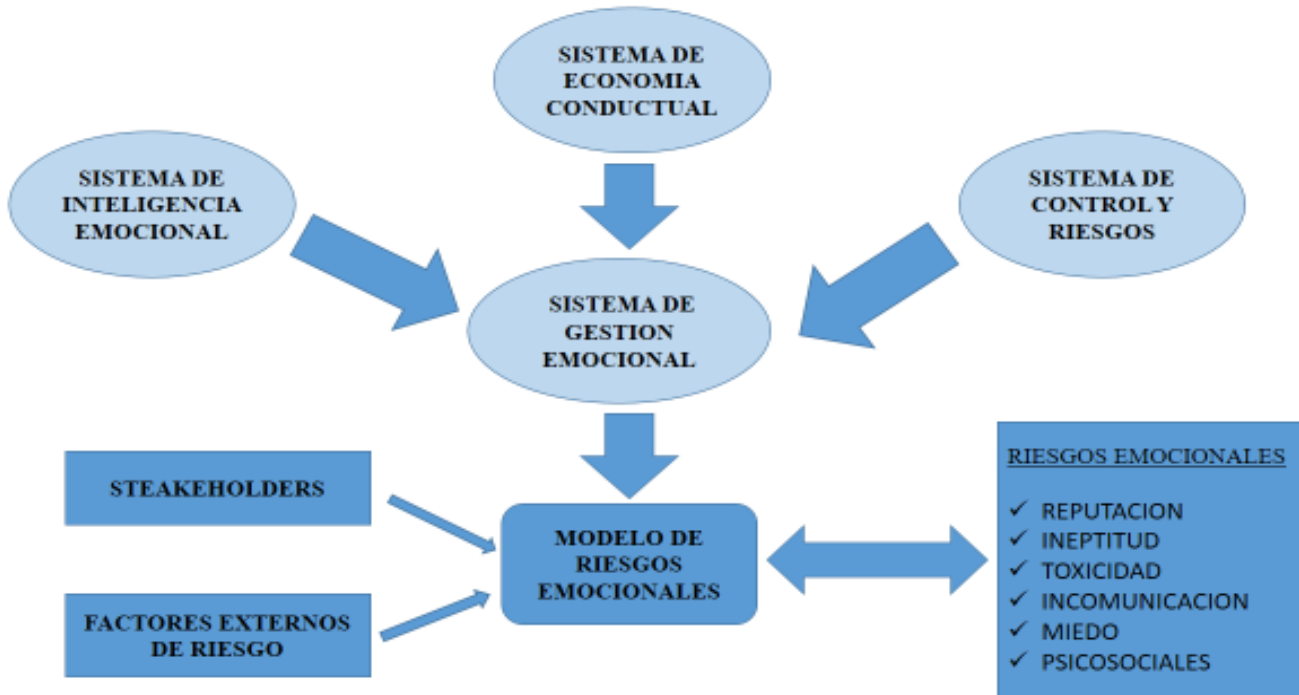 SISTEMA DE
ECONOMIA
CONDUCTUAL
SISTEMA DE
INTELIGENCIA
EMOCIONAL
SISTEMA DE
CONTROL Y
RIESGOS
SISTEMA DE
GESTION
EMOCIONAL
STEAKEHOLDERS
MODELO DE
RIESGOS
EMOCIONALES
FACTORES EXTERNOS
DE RIESGO
RIESGOS EMOCIONALES
✓ REPUTACION
✓ INEPTITUD
✓ TOXICIDAD
✓ INCOMUNICACION
✓ MIEDO
✓ PSICOSOCIALES